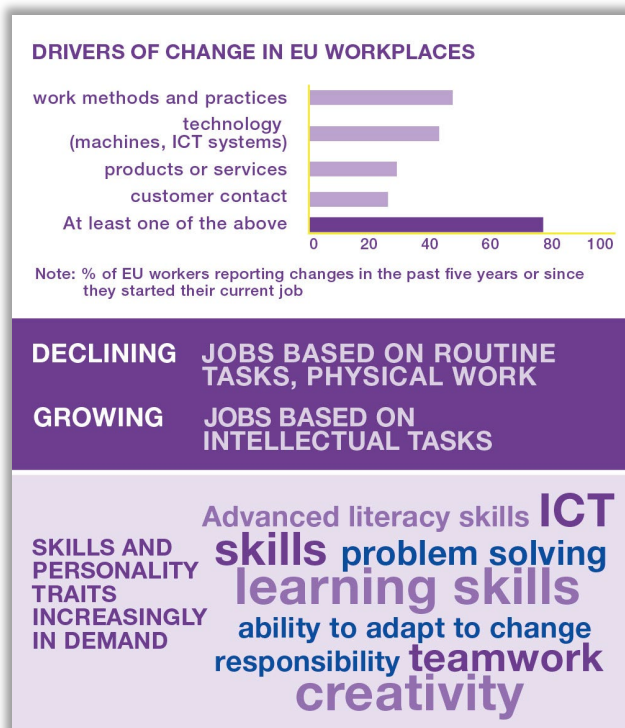 DRIVERS OF CHANGE IN EU WORKPLACES
work methods and practices
technology
(machines, ICT systems)
products or services
customer contact
At least one of the above
0 20 40 60 80 100
Note: % of EU workers reporting changes in the past five years or since
they started their current job
DECLINING JOBS BASED ON ROUTINE
TASKS, PHYSICAL WORK
GROWING JOBS BASED ON
INTELLECTUAL TASKS
SKILLS AND
PERSONALITY
TRAITS
INCREASINGLY
IN DEMAND
Advanced literacy skills ICT
skills problem solving
learning skills
ability to adapt to change
responsibility teamwork
creativity